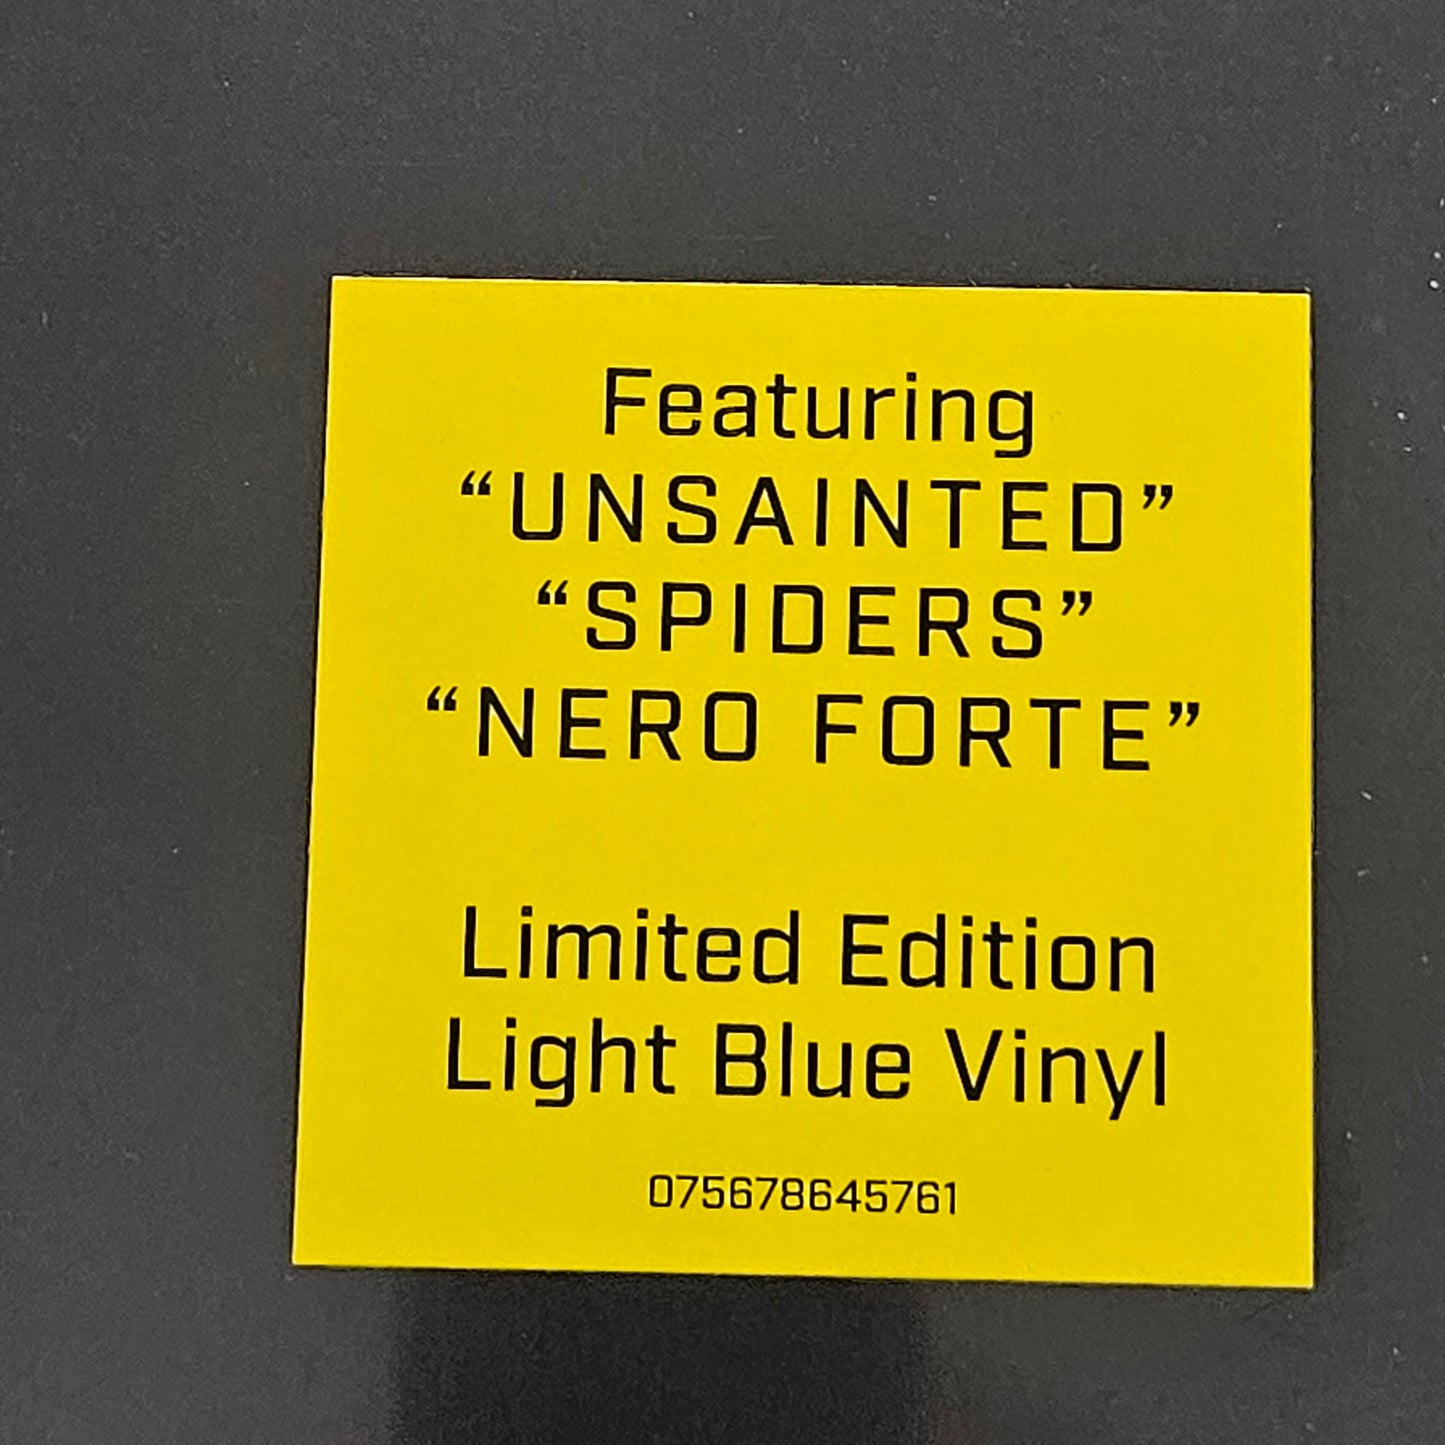 Featuring
“UNSAINTED”
“SPIDERS”
“NERO FORTE”
Limited Edition
Light Blue Vinyl
075678645761